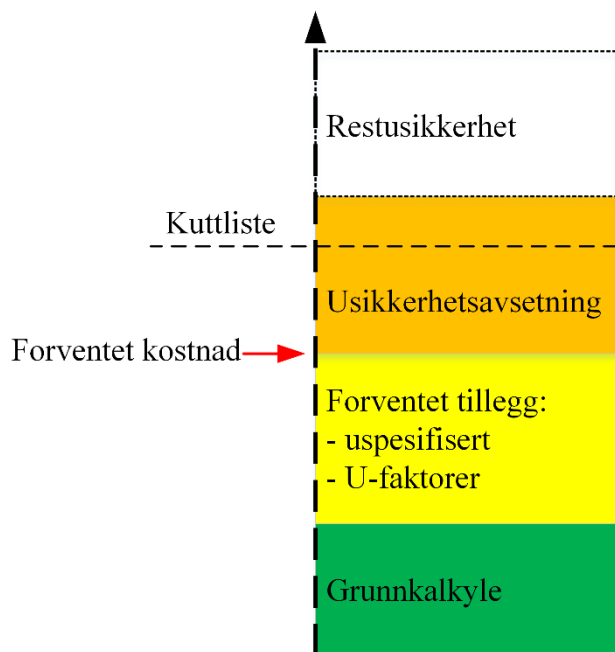 Restusikkerhet
Kuttliste
Usikkerhetsavsetning
Forventet kostnad
Forventet tillegg:
- uspesifisert
- U-faktorer
Grunnkalkyle